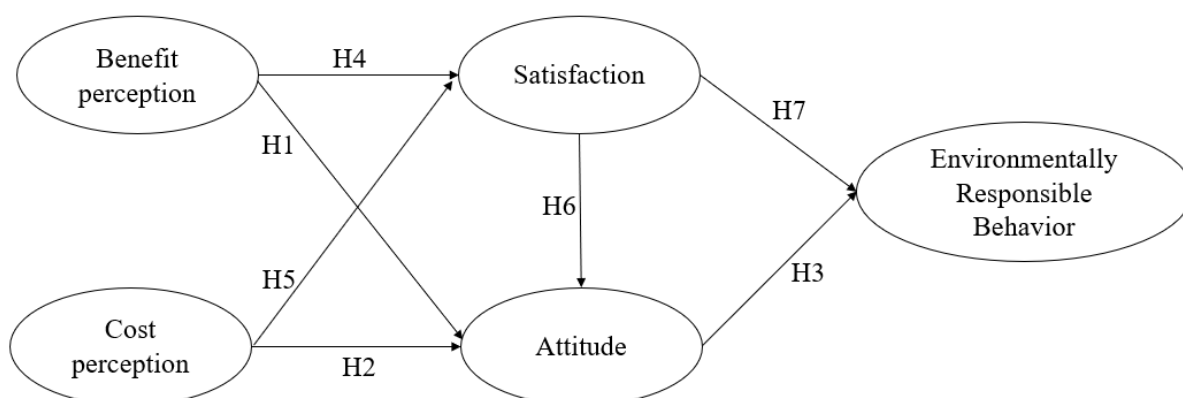 Benefit
perception
H4
Satisfaction
H1
H7
Environmentally
Responsible
Behavior
H6
H5
H3
Cost
perception
H2
Attitude